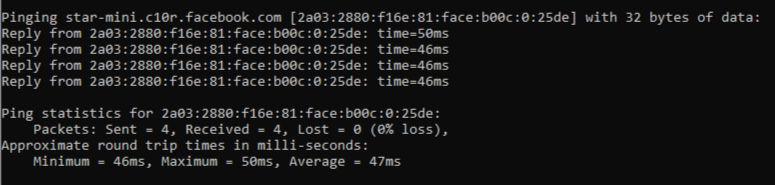 Pinging star-mini.c10r.facebook.com [2a03:2880:f16e:81:face:b00c:0:25de] with 32 bytes of data:
Reply from 2a03:2880:f16e:81:face:b00c:0:25de: time=50ms
Reply from 2a03:2880:f16e:81:face:b00c:0:25de: time=46ms
Reply from 2a03:2880:f16e:81:face:b00c:0:25de: time=46ms
Reply from 2a03:2880:f16e:81:face:b00c:0:25de: time=46ms
Ping statistics for 2a03:2880:f16e:81:face:b00c:0:25de:
Packets: Sent = 4, Received = 4, Lost = 0 (0% loss),
Approximate round trip times in milli-seconds:
Minimum = 46ms, Maximum = 50ms, Average = 47ms